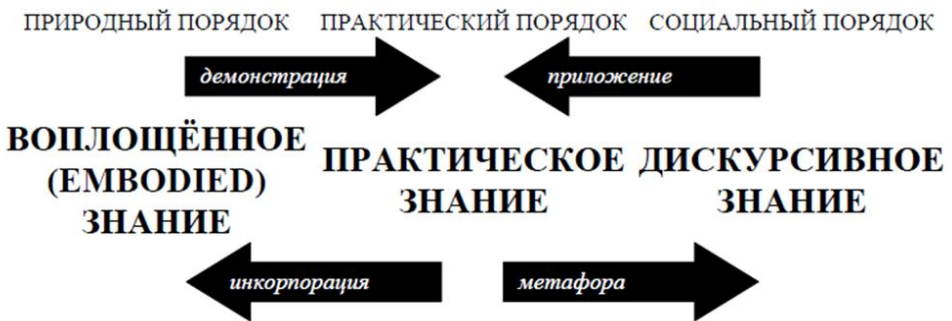 ПРИРОДНЫЙ ПОРЯДОК ПРАКТИЧЕСКИЙ ПОРЯДОК СОЦИАЛЬНЫЙ ПОРЯДОК
демонстрация приложение
ВОПЛОЩЁННОЕ
(EMBODIED)
ЗНАНИЕ
ПРАКТИЧЕСКОЕ
ЗНАНИЕ
ДИСКУРСИВНОЕ
ЗНАНИЕ
инкорпорация метафора